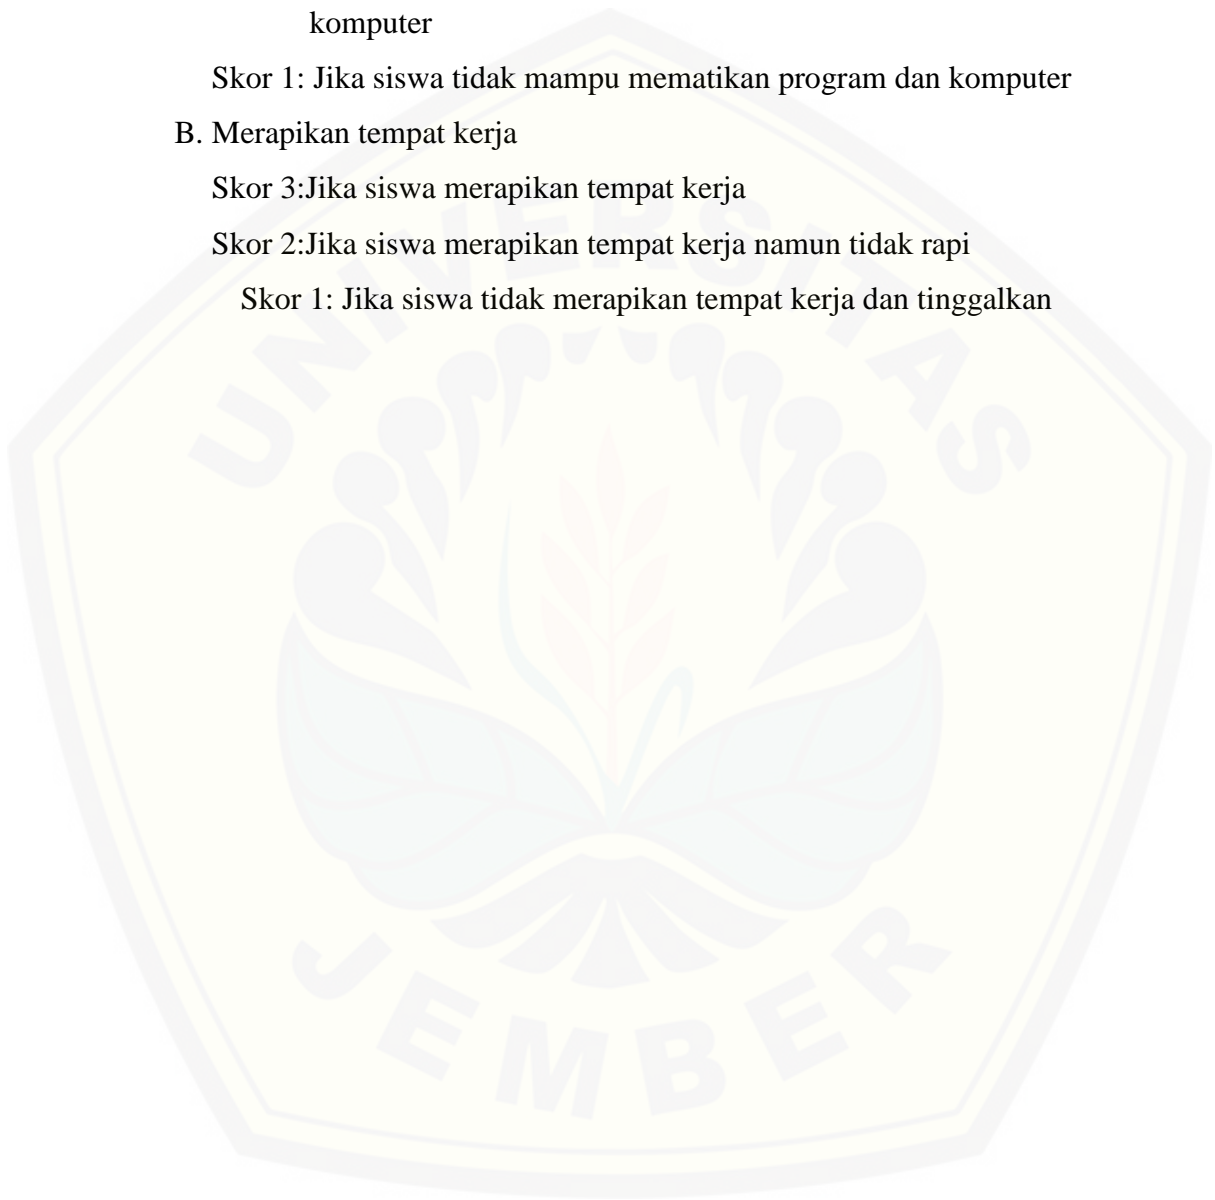 komputer
Skor 1: Jika siswa tidak mampu mematikan program dan komputer
B. Merapikan tempat kerja
Skor 3:Jika siswa merapikan tempat kerja
Skor 2:Jika siswa merapikan tempat kerja namun tidak rapi
Skor 1: Jika siswa tidak merapikan tempat kerja dan tinggalkan
UNIVERSITAS
JEMBER